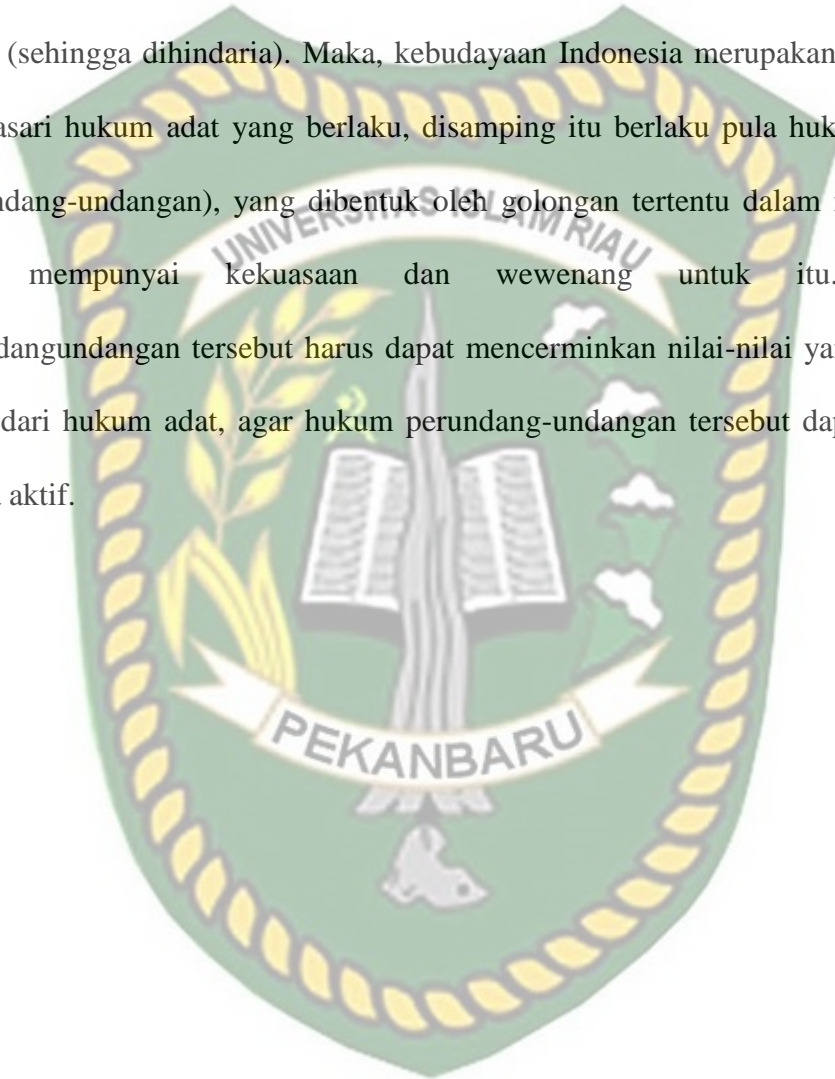 (sehingga dihindaria). Maka, kebudayaan Indonesia merupakan
asari hukum adat yang berlaku, disamping itu berlaku pula huk
ndang-undangan), yang dibentuk oleh golongan tertentu dalam
UNIVERSITAS ISLAM RIAU
mempunyai kekuasaan dan wewenang untuk itu.
dangundangan tersebut harus dapat mencerminkan nilai-nilai ya
dari hukum adat, agar hukum perundang-undangan tersebut dap
aktif.
PEKANBARU